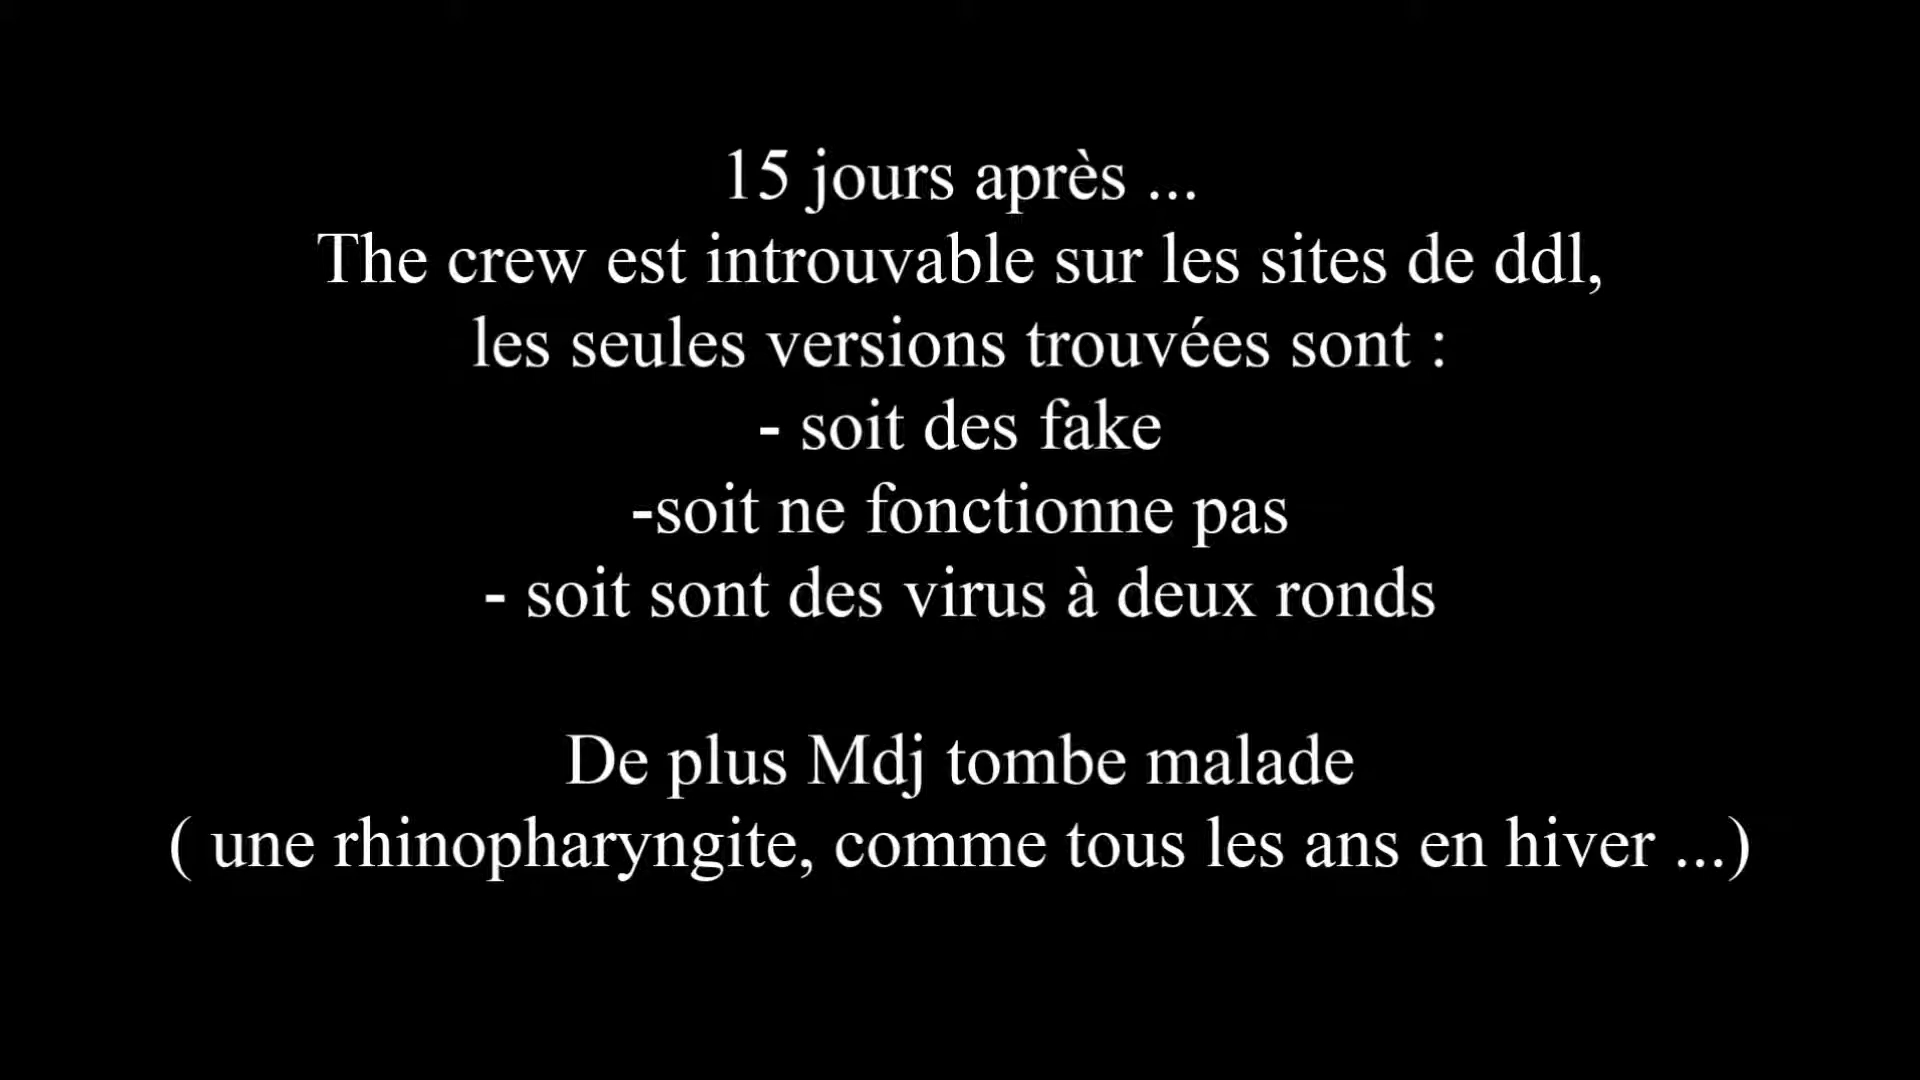 15 jours après ...
The crew est introuvable sur les sites de ddl,
les seules versions trouvées sont :
- soit des fake
-soit ne fonctionne pas
- soit sont des virus à deux ronds
De plus Mdj tombe malade
( une rhinopharyngite, comme tous les ans en hiver ...)